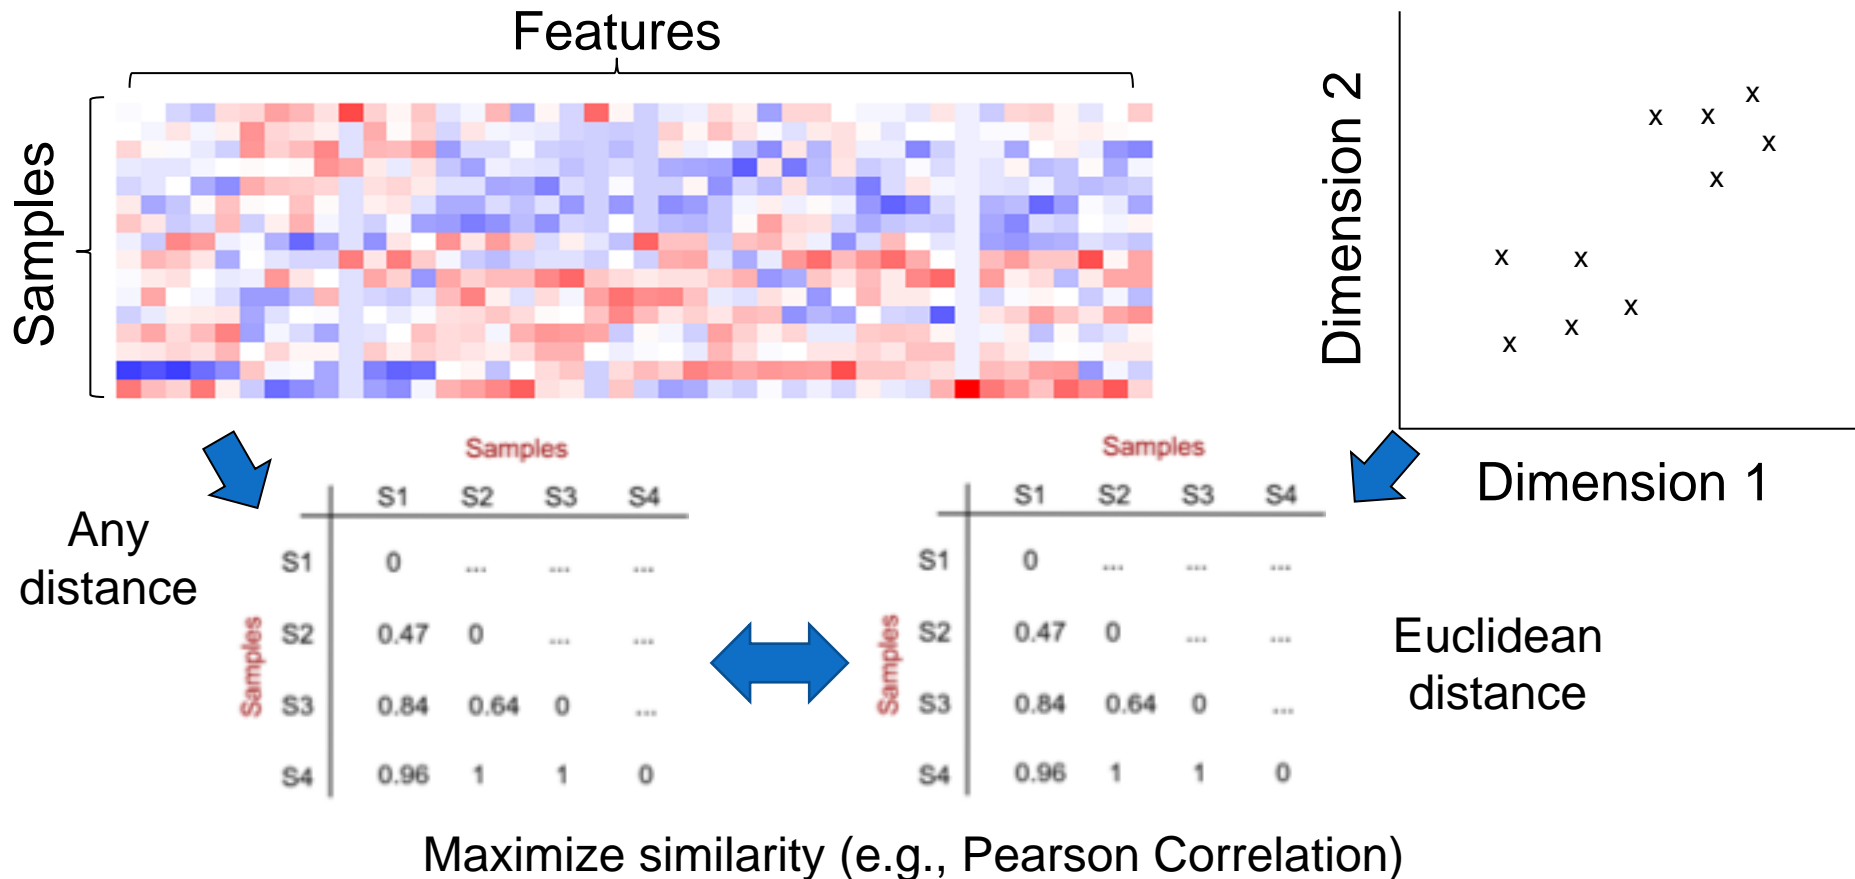 Features
Samples
Dimension 2
x x x
x
x
x x
x
x
x
Dimension 1
Any
distance
Samples
S1 S2 S3 S4
S1 0 ... ... ...
S2 0.47 0 ... ...
S3 0.84 0.64 0 ...
S4 0.96 1 1 0
Samples
Samples
S1 S2 S3 S4
S1 0 ... ... ...
S2 0.47 0 ... ...
S3 0.84 0.64 0 ...
S4 0.96 1 1 0
Samples
Euclidean
distance
Maximize similarity (e.g., Pearson Correlation)